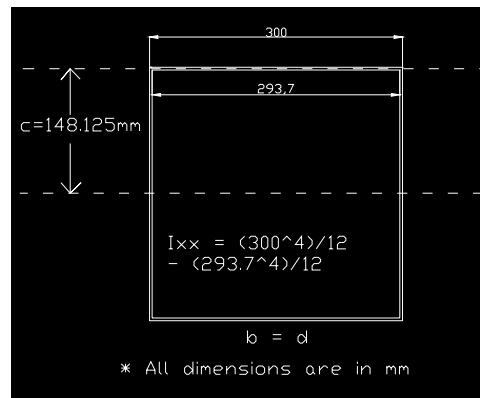 300
293,7
c=148.125mm
Ixx = (300^4)/12
- (293.7^4)/12
b = d
* All dimensions are in mm